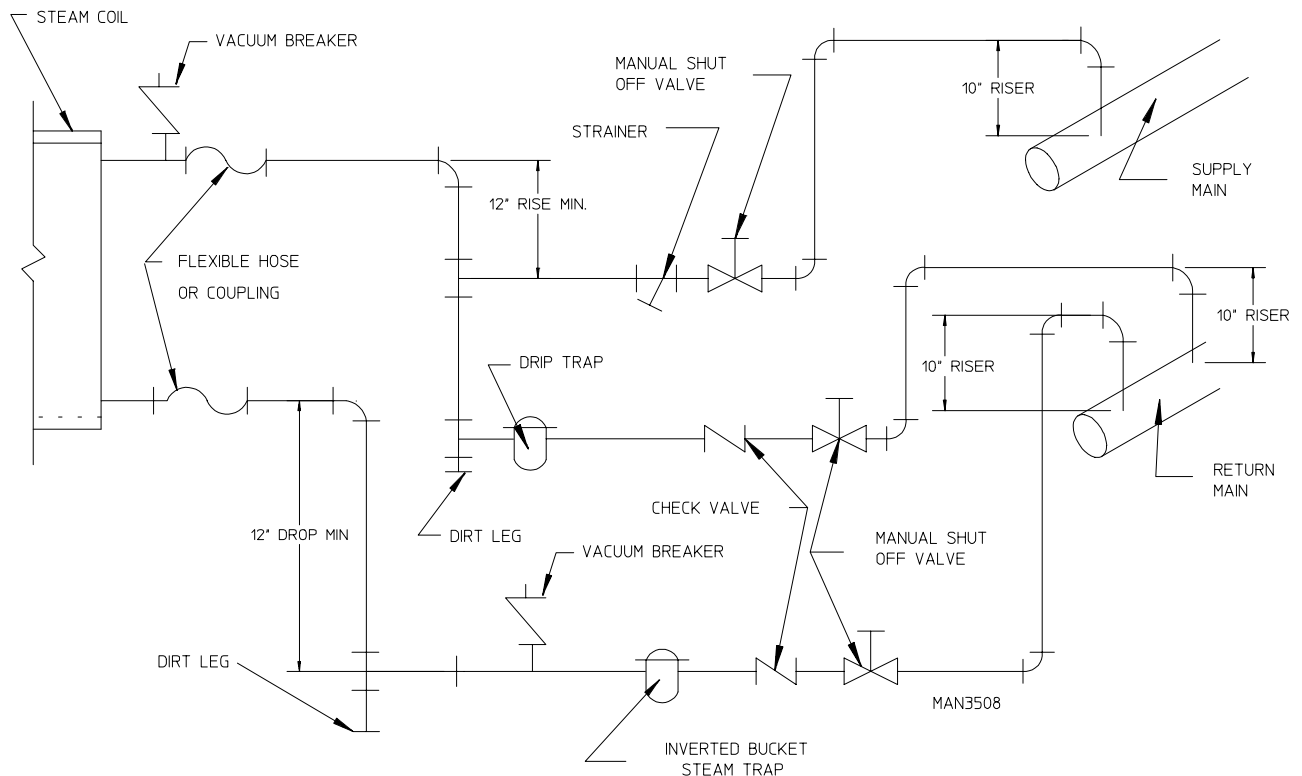 STEAM COIL
VACUUM BREAKER
MANUAL SHUT
OFF VALVE
10" RISER
STRAINER
SUPPLY
MAIN
12" RISE MIN.
FLEXIBLE HOSE
OR COUPLING
10" RISER
DRIP TRAP
10" RISER
RETURN
MAIN
CHECK VALVE
12" DROP MIN
DIRT LEG
MANUAL SHUT
OFF VALVE
VACUUM BREAKER
DIRT LEG
MAN3508
INVERTED BUCKET
STEAM TRAP